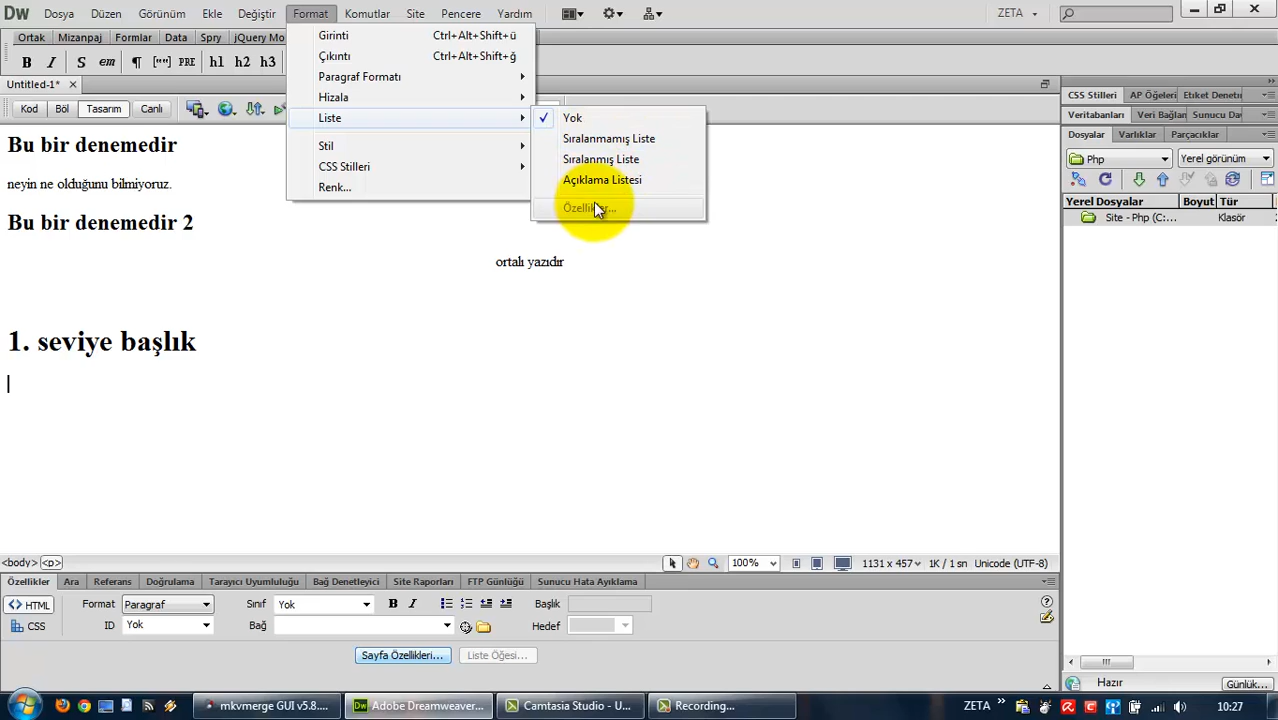 Dw Dosya Düzen Görünüm Ekle Değiştir Format Komutlar Site Pencere Yardım ZETA
Ortak Mizanpaj Formlar Data Spry jQuery Mo
B I S em ¶ [""] PRE h1 h2 h3
Girinti Ctrl+Alt+Shift+ü
Çıkıntı Ctrl+Alt+Shift+ğ
Paragraf Formatı
Hizala
Liste
Stil
CSS Stilleri
Renk...
Yok
Sıralanmamış Liste
Sıralanmış Liste
Açıklama Listesi
Untitled-1*
Kod Böl Tasarım Canlı
Bu bir denemedir
neyin ne olduğunu bilmiyoruz.
Bu bir denemedir 2
ortalı yazıdır
1. seviye başlık
CSS Stilleri AP Öğeleri Etiket Denetimi
Veritabanları Veri Bağları Sunucu Da
Dosyalar Varlıklar Parçacıklar
Php Yerel görünüm
Yerel Dosyalar Boyut Tür
Site - Php (C:... Klasör
<body> <p> 100% 1131 x 457 1K / 1 sn Unicode (UTF-8)
Özellikler Ara Referans Doğrulama Tarayıcı Uyumluluğu Bağ Denetleyici Site Raporları FTP Günlüğü Sunucu Hata Ayıklama
<> HTML Format Paragraf Sınıf Yok B I Başlık
CSS ID Yok Bağ Hedef
Sayfa Özellikleri... Liste Öğesi...
Hazır Günlük...
mkvmerge GUI v5.8.... Adobe Dreamweaver... Camtasia Studio - U... Recording... ZETA 10:27